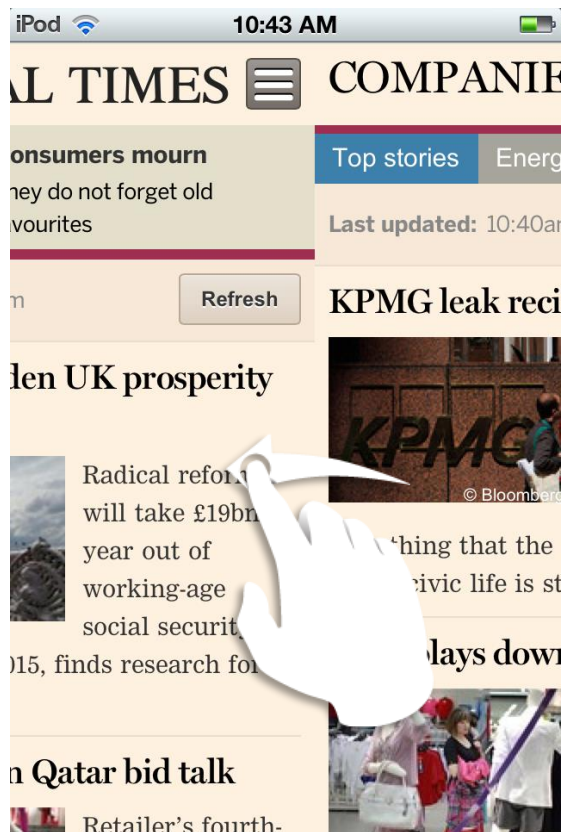 iPod 10:43 AM
AL TIMES
onsumers mourn
hey do not forget old
avourites
m Refresh
den UK prosperity
Radical reform
will take £19bn
year out of
working-age
social security
015, finds research for
n Qatar bid talk
Retailer's fourth-
COMPANIE
Top stories Energ
Last updated: 10:40am
KPMG leak reci
KPMG
© Bloomberg
thing that the
civic life is st
plays down